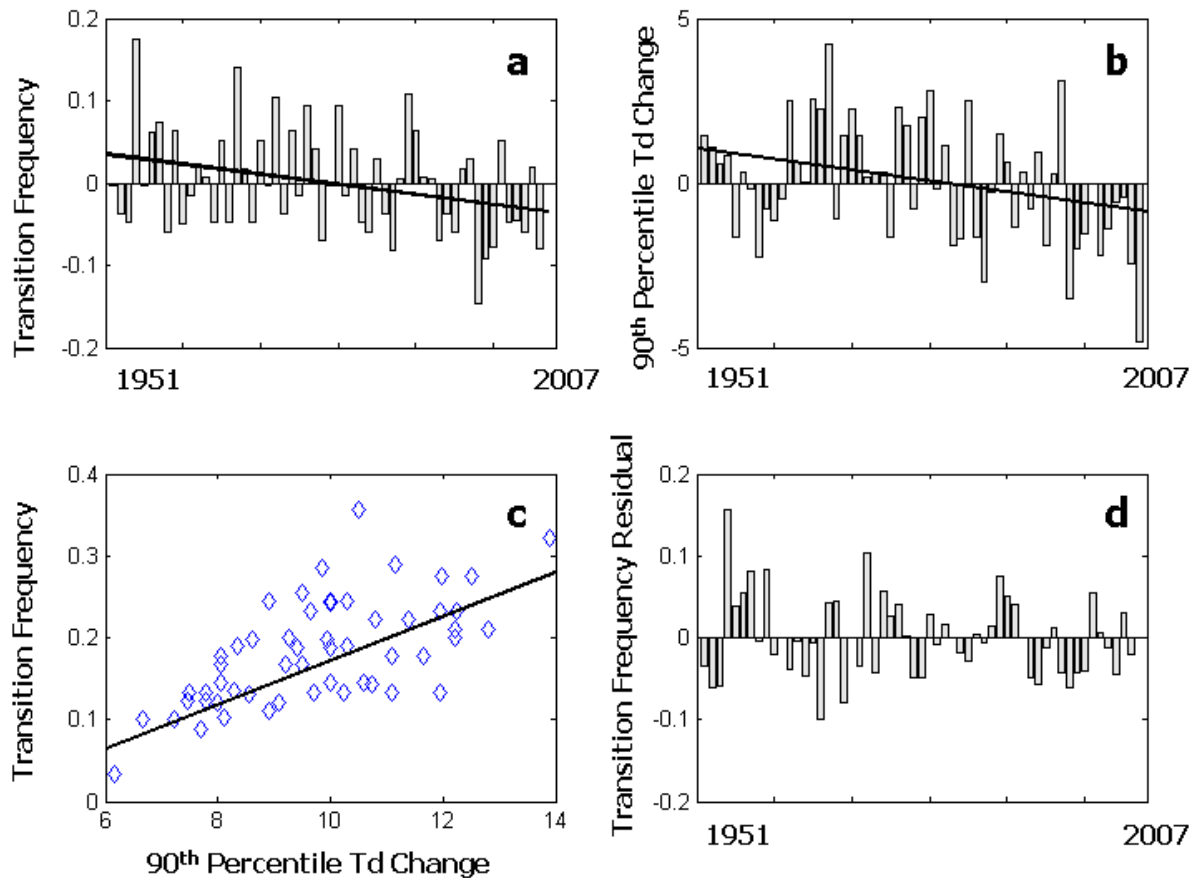 0.2
0.1
0
-0.1
-0.2
Transition Frequency
a
1951 2007
5
0
-5
90th Percentile Td Change
b
1951 2007
0.4
0.3
0.2
0.1
0
Transition Frequency
c
6 8 10 12 14
90th Percentile Td Change
0.2
0.1
0
-0.1
-0.2
Transition Frequency Residual
d
1951 2007